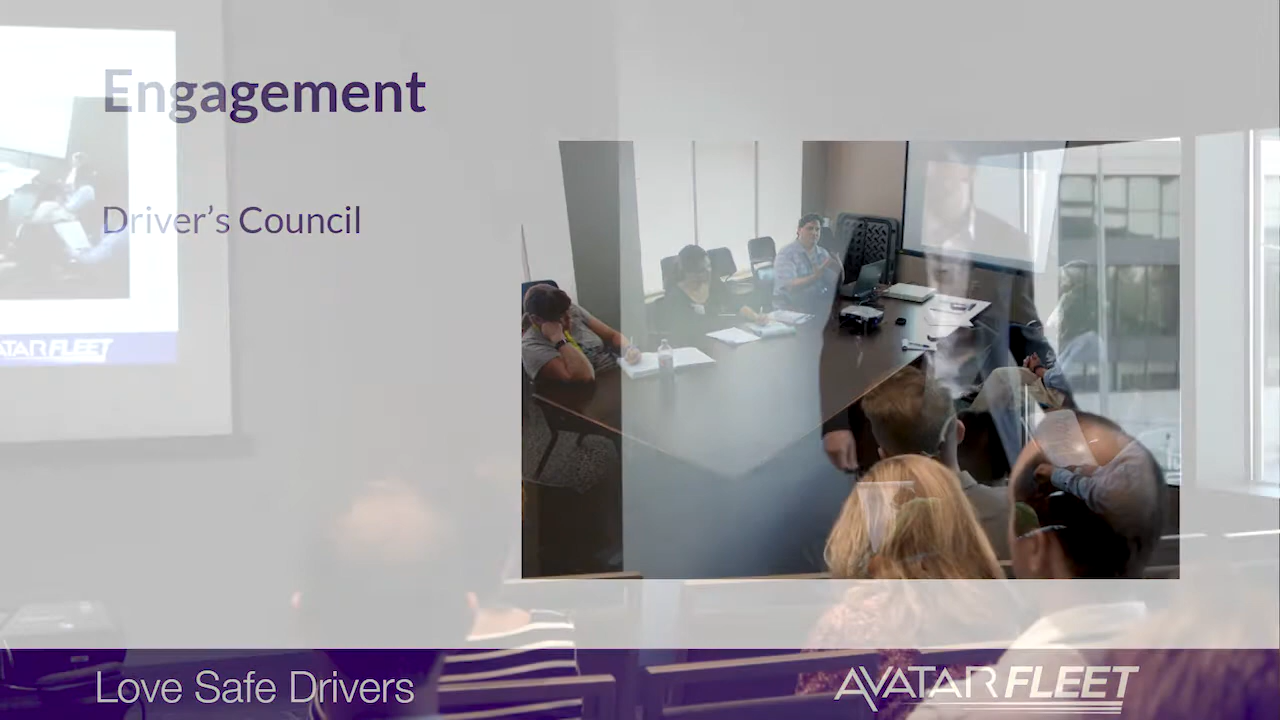 Engagement
Driver's Council
ATAR FLEET
Love Safe Drivers
AVATAR FLEET